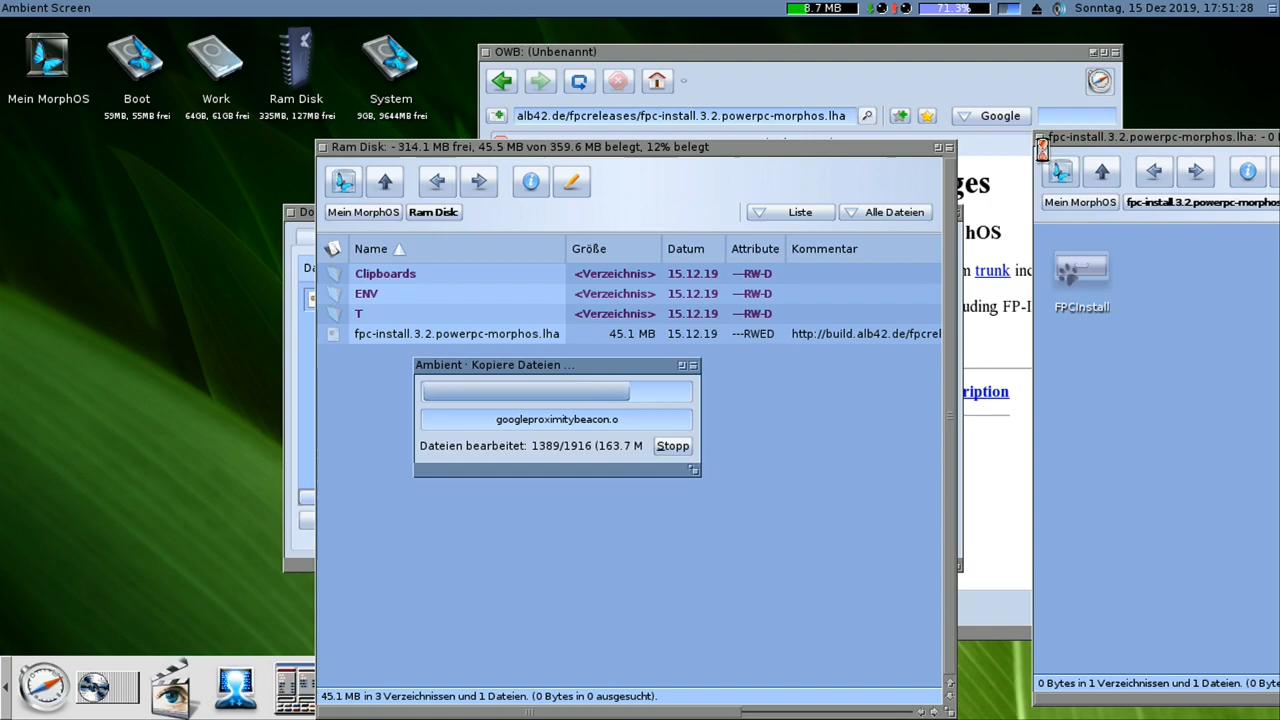 Ambient Screen
8.7 MB
71.3%
Sonntag, 15 Dez 2019, 17:51:28
Mein MorphOS
Boot
59MB, 55MB frei
Work
64GB, 61GB frei
Ram Disk
335MB, 127MB frei
System
9GB, 9644MB frei
OWB: (Unbenannt)
alb42.de/fpcreleases/fpc-install.3.2.powerpc-morphos.lha
Google
Ram Disk: - 314.1 MB frei, 45.5 MB von 359.6 MB belegt, 12% belegt
Mein MorphOS
Ram Disk
Liste
Alle Dateien
Name
Größe
Datum
Attribute
Kommentar
Clipboards <Verzeichnis> 15.12.19 ---RW-D
ENV <Verzeichnis> 15.12.19 ---RW-D
T <Verzeichnis> 15.12.19 ---RW-D
fpc-install.3.2.powerpc-morphos.lha 45.1 MB 15.12.19 ---RWED http://build.alb42.de/fpcrel
Ambient · Kopiere Dateien ...
googleproximitybeacon.o
Dateien bearbeitet: 1389/1916 (163.7 M
Stopp
45.1 MB in 3 Verzeichnissen und 1 Dateien. (0 Bytes in 0 ausgesucht).
Do
Da
ges
hOS
m trunk inc
uding FP-I
ription
fpc-install.3.2.powerpc-morphos.lha: - 0
Mein MorphOS
fpc-install.3.2.powerpc-morphos
FPCInstall
0 Bytes in 1 Verzeichnissen und 1 Dateien. (0 Bytes